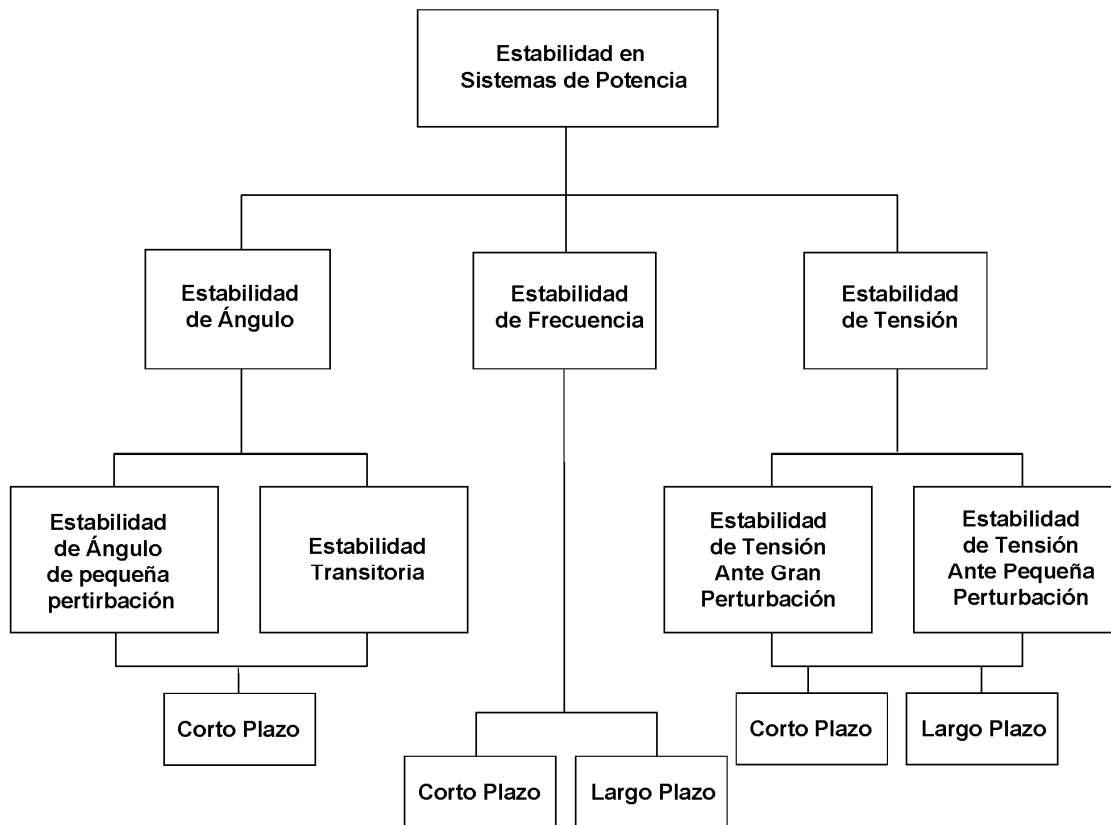 Estabilidad en
Sistemas de Potencia
Estabilidad
de Ángulo
Estabilidad
de Frecuencia
Estabilidad
de Tensión
Estabilidad
de Ángulo
de pequeña
pertirbación
Estabilidad
Transitoria
Estabilidad
de Tensión
Ante Gran
Perturbación
Estabilidad
de Tensión
Ante Pequeña
Perturbación
Corto Plazo
Corto Plazo
Largo Plazo
Corto Plazo
Largo Plazo